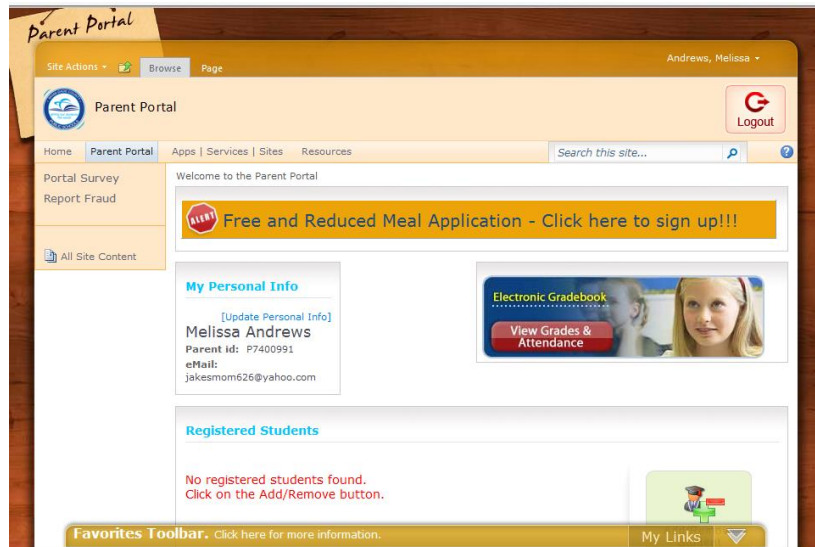 Parent Portal
Andrews, Melissa
Site Actions
Browse
Page
Parent Portal
Logout
Home
Parent Portal
Apps | Services | Sites
Resources
Search this site...
Portal Survey
Report Fraud
All Site Content
Welcome to the Parent Portal
ALERT
Free and Reduced Meal Application - Click here to sign up!!!
My Personal Info
[Update Personal Info]
Melissa Andrews
Parent id: P7400991
eMail:
jakesmom626@yahoo.com
Electronic Gradebook
View Grades &
Attendance
Registered Students
No registered students found.
Click on the Add/Remove button.
Favorites Toolbar. Click here for more information.
My Links